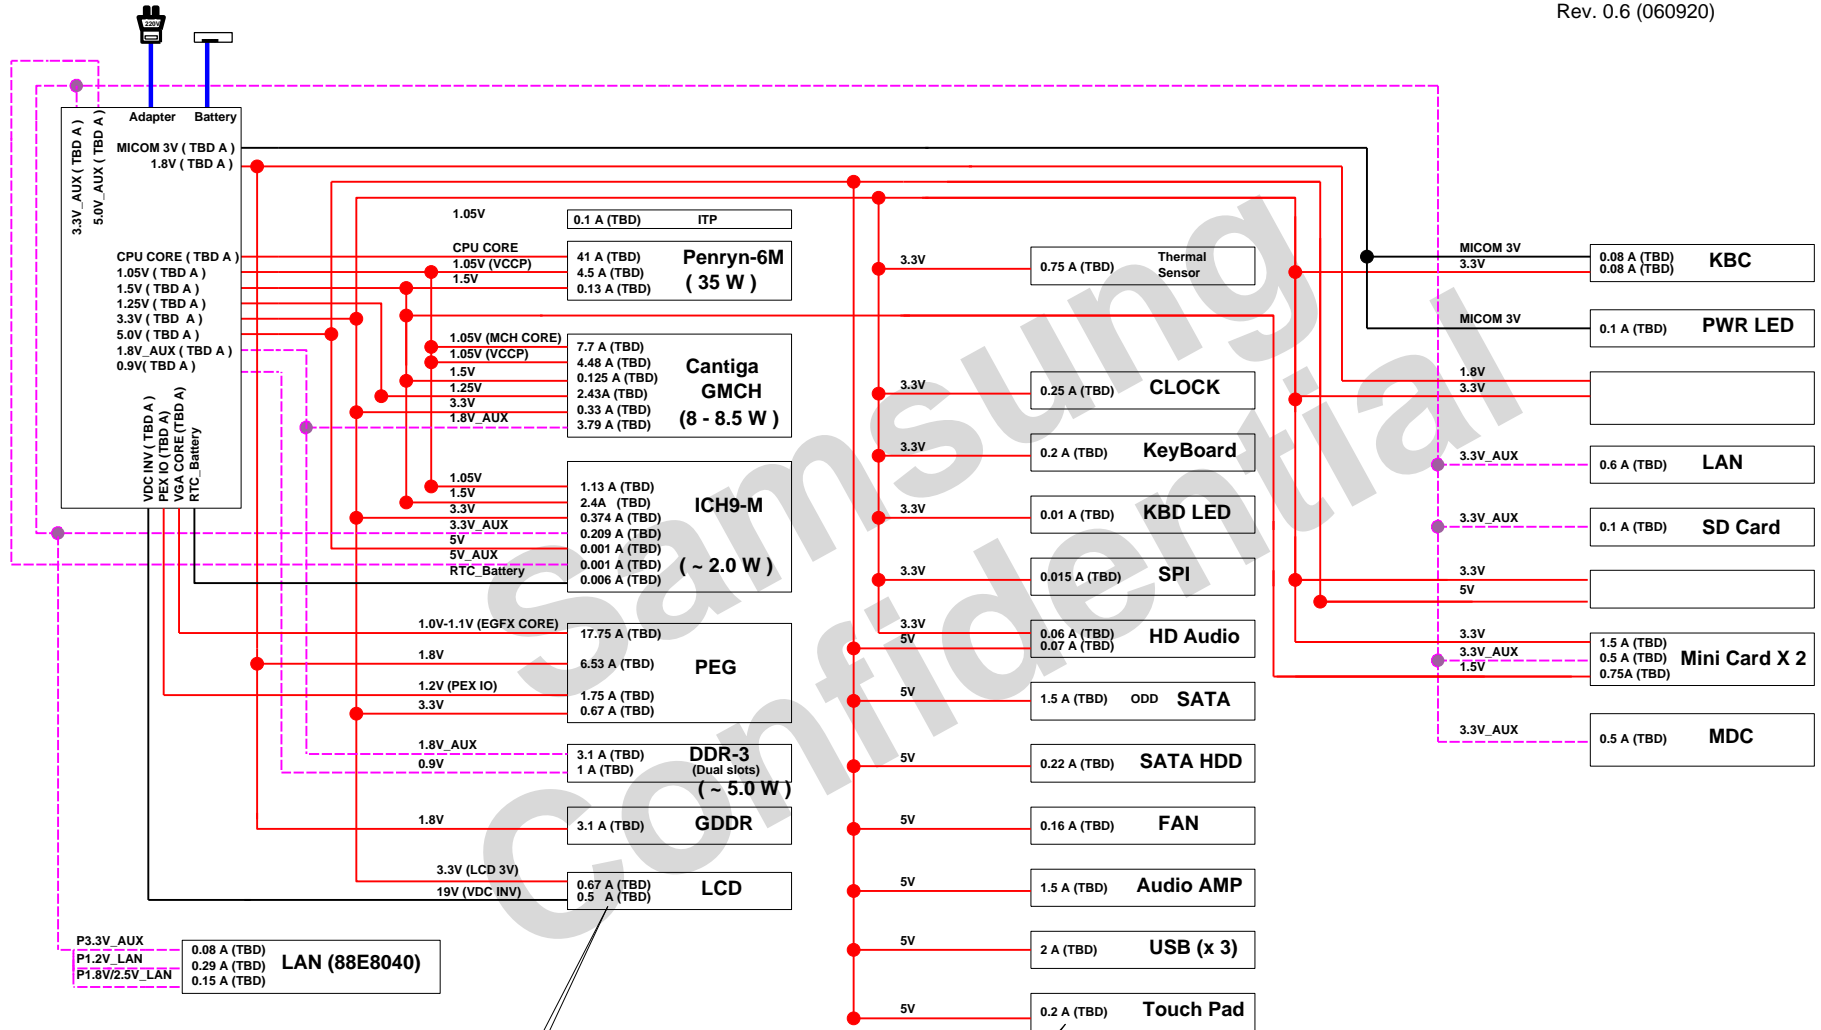 Rev. 0.6 (060920)
220V
Adapter Battery
3.3V_AUX ( TBD A )
5.0V_AUX ( TBD A )
MICOM 3V ( TBD A )
1.8V ( TBD A )
CPU CORE ( TBD A )
1.05V ( TBD A )
1.5V ( TBD A )
1.25V ( TBD A )
3.3V ( TBD A )
5.0V ( TBD A )
1.8V_AUX ( TBD A )
0.9V( TBD A )
VDC INV ( TBD A )
PEX IO (TBD A)
VGA CORE (TBD A)
RTC_Battery
1.05V
0.1 A (TBD) ITP
CPU CORE
1.05V (VCCP)
1.5V
41 A (TBD)
4.5 A (TBD)
0.13 A (TBD)
Penryn-6M
( 35 W )
1.05V (MCH CORE)
1.05V (VCCP)
1.5V
1.25V
3.3V
1.8V_AUX
7.7 A (TBD)
4.48 A (TBD)
0.125 A (TBD)
2.43A (TBD)
0.33 A (TBD)
3.79 A (TBD)
Cantiga
GMCH
(8 - 8.5 W )
1.05V
1.5V
3.3V
3.3V_AUX
5V
5V_AUX
RTC_Battery
1.13 A (TBD)
2.4A (TBD)
0.374 A (TBD)
0.209 A (TBD)
0.001 A (TBD)
0.001 A (TBD)
0.006 A (TBD)
ICH9-M
( ~ 2.0 W )
1.0V-1.1V (EGFX CORE)
1.8V
1.2V (PEX IO)
3.3V
17.75 A (TBD)
6.53 A (TBD)
1.75 A (TBD)
0.67 A (TBD)
PEG
1.8V_AUX
0.9V
3.1 A (TBD)
1 A (TBD)
DDR-3
(Dual slots)
( ~ 5.0 W )
1.8V
3.1 A (TBD) GDDR
3.3V (LCD 3V)
19V (VDC INV)
0.67 A (TBD)
0.5 A (TBD)
LCD
P3.3V_AUX
P1.2V_LAN
P1.8V/2.5V_LAN
0.08 A (TBD)
0.29 A (TBD)
0.15 A (TBD)
LAN (88E8040)
3.3V
0.75 A (TBD)
Thermal
Sensor
3.3V
0.25 A (TBD) CLOCK
3.3V
0.2 A (TBD) KeyBoard
3.3V
0.01 A (TBD) KBD LED
3.3V
0.015 A (TBD) SPI
3.3V
5V
0.06 A (TBD)
0.07 A (TBD)
HD Audio
5V
1.5 A (TBD) ODD SATA
5V
0.22 A (TBD) SATA HDD
5V
0.16 A (TBD) FAN
5V
1.5 A (TBD) Audio AMP
5V
2 A (TBD) USB (x 3)
5V
0.2 A (TBD) Touch Pad
MICOM 3V
3.3V
0.08 A (TBD)
0.08 A (TBD)
KBC
MICOM 3V
0.1 A (TBD) PWR LED
1.8V
3.3V
3.3V_AUX
0.6 A (TBD) LAN
3.3V_AUX
0.1 A (TBD) SD Card
3.3V
5V
3.3V
3.3V_AUX
1.5V
1.5 A (TBD)
0.5 A (TBD)
0.75A (TBD)
Mini Card X 2
3.3V_AUX
0.5 A (TBD) MDC
Samsung
Confidential